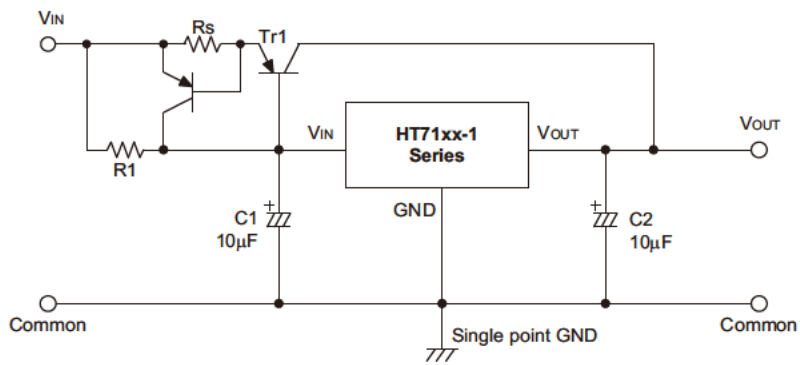 VIN
Rs
Tr1
R1
VIN
HT71xx-1
Series
VOUT
VOUT
GND
+
C1
10μF
+
C2
10μF
Common
Single point GND
Common